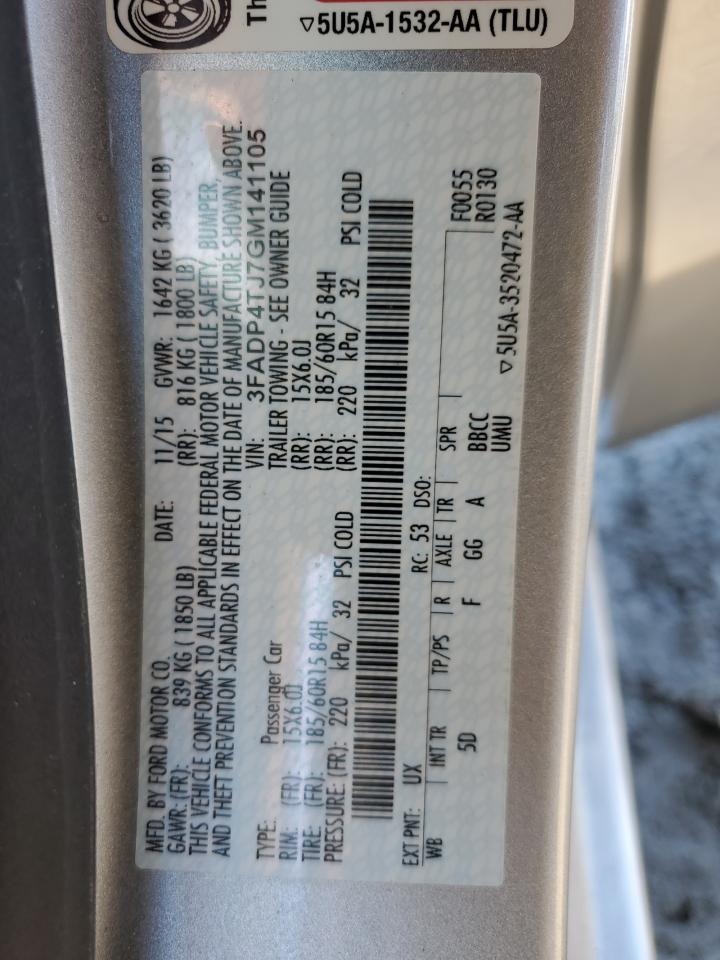 Th
▽5U5A-1532-AA (TLU)
MFD. BY FORD MOTOR CO. DATE: 11/15 GVWR: 1642 KG ( 3620 LB)
GAWR: (FR): 839 KG ( 1850 LB) (RR): 816 KG ( 1800 LB)
THIS VEHICLE CONFORMS TO ALL APPLICABLE FEDERAL MOTOR VEHICLE SAFETY, BUMPER,
AND THEFT PREVENTION STANDARDS IN EFFECT ON THE DATE OF MANUFACTURE SHOWN ABOVE.
VIN: 3FADP4TJ7GM141105
TYPE: Passenger Car TRAILER TOWING - SEE OWNER GUIDE
RIM: (FR): 15X6.0J (RR): 15X6.0J
TIRE: (FR): 185/60R15 84H (RR): 185/60R15 84H
PRESSURE: (FR): 220 kPa/ 32 PSI COLD (RR): 220 kPa/ 32 PSI COLD
EXT PNT: UX RC: 53 DSO: F0055
WB INT TR TP/PS R AXLE TR SPR R0130
5D F GG A BBCC
UMU
▽5U5A-3520472-AA